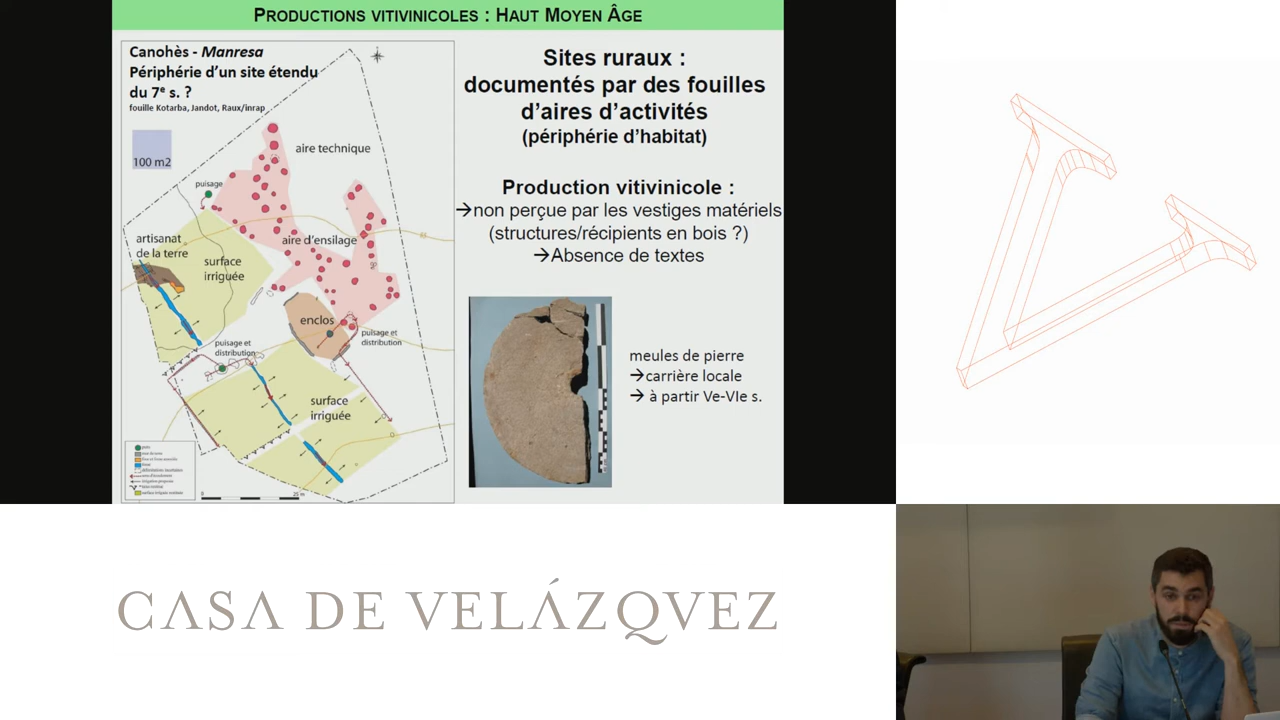 PRODUCTIONS VITIVINICOLES : HAUT MOYEN ÂGE
Canohès - Manresa
Périphérie d'un site étendu
du 7e s. ?
fouille Kotarba, Jandot, Raux/inrap
100 m2
aire technique
puisage
artisanat
de la terre
surface
irriguée
aire d'ensilage
enclos
puisage et
distribution
puisage et
distribution
surface
irriguée
0
25 m
Sites ruraux :
documentés par des fouilles
d'aires d'activités
(périphérie d'habitat)
Production vitivinicole :
→non perçue par les vestiges matériels
(structures/récipients en bois ?)
→Absence de textes
meules de pierre
→carrière locale
→ à partir Ve-VIe s.
CASA DE VELÁZQVEZ